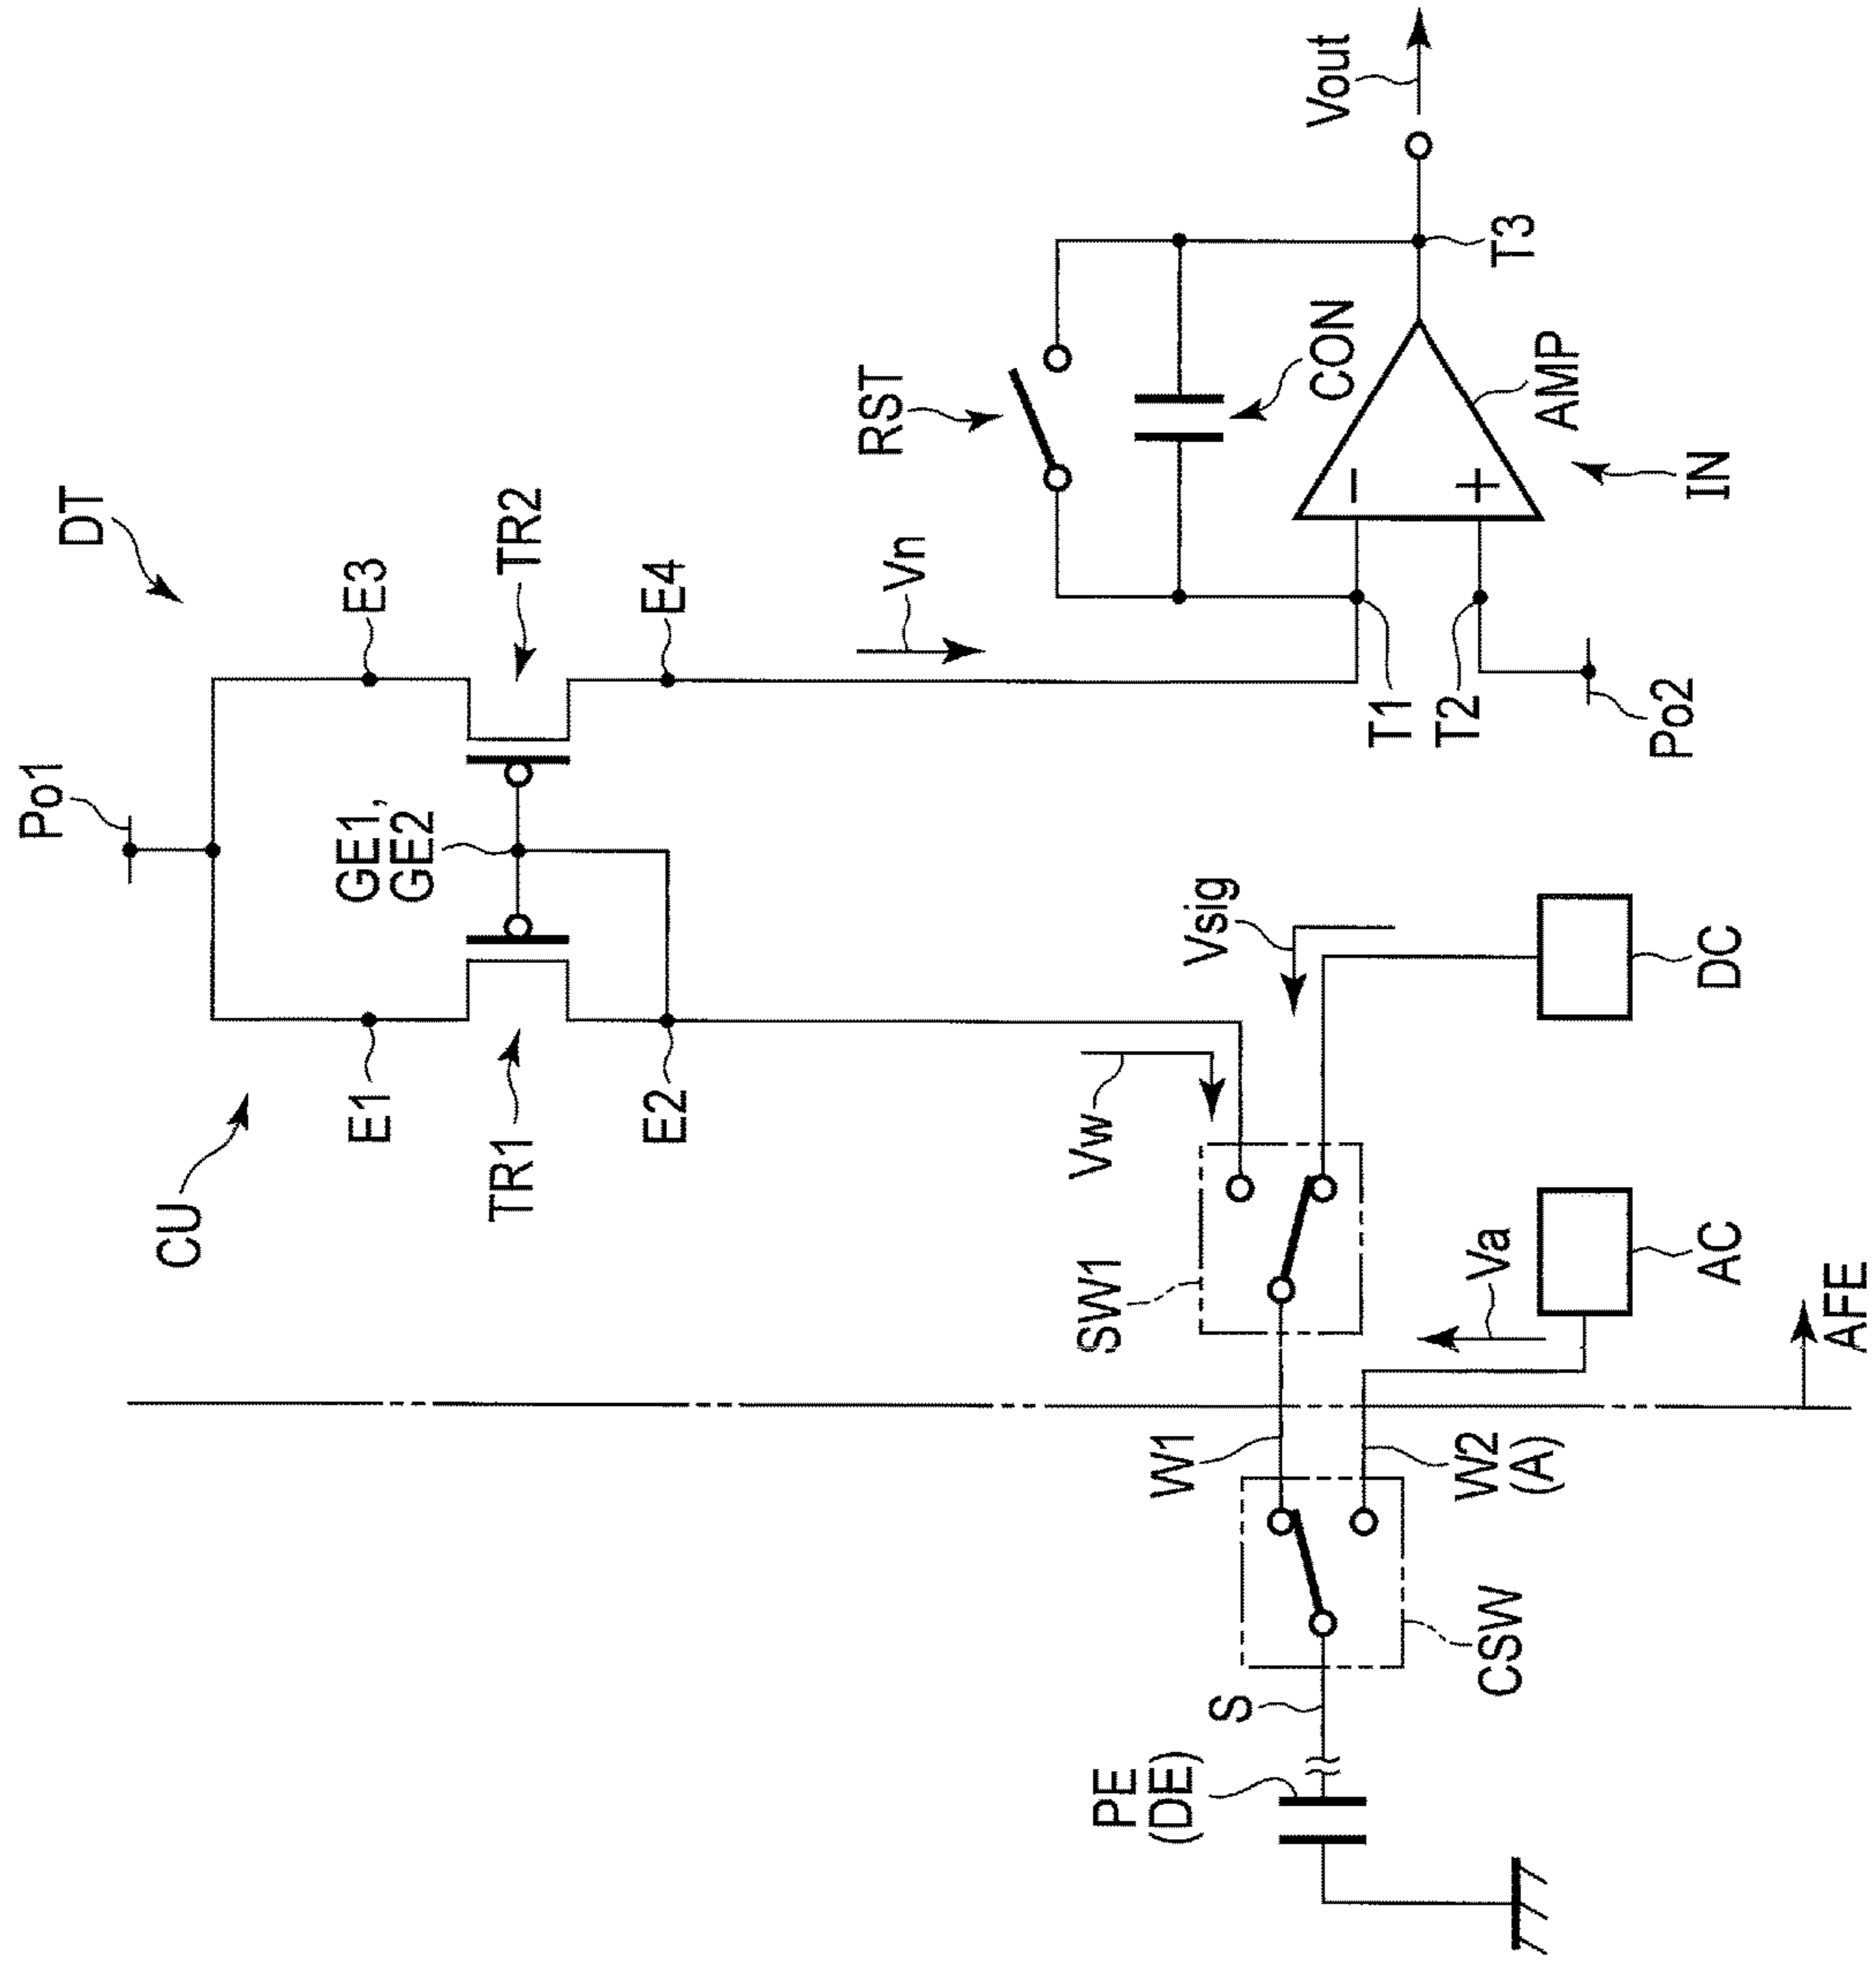 DT
Po1
CU
E3
E1
GE1,
GE2
TR2
TR1
E4
E2
Vn
RST
Vout
CON
T3
AMP
IN
T1
T2
Po2
Vsig
Vw
DC
SW1
Va
AC
AFE
W1
W2
(A)
CSW
S
PE
(DE)